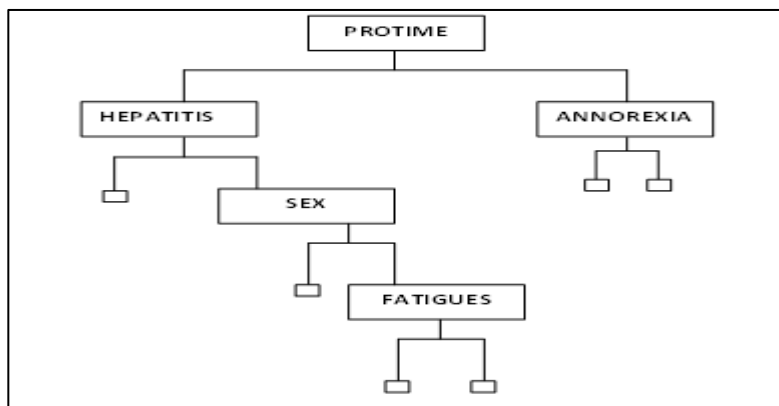 PROTIME
HEPATITIS
ANNOREXIA
SEX
FATIGUES